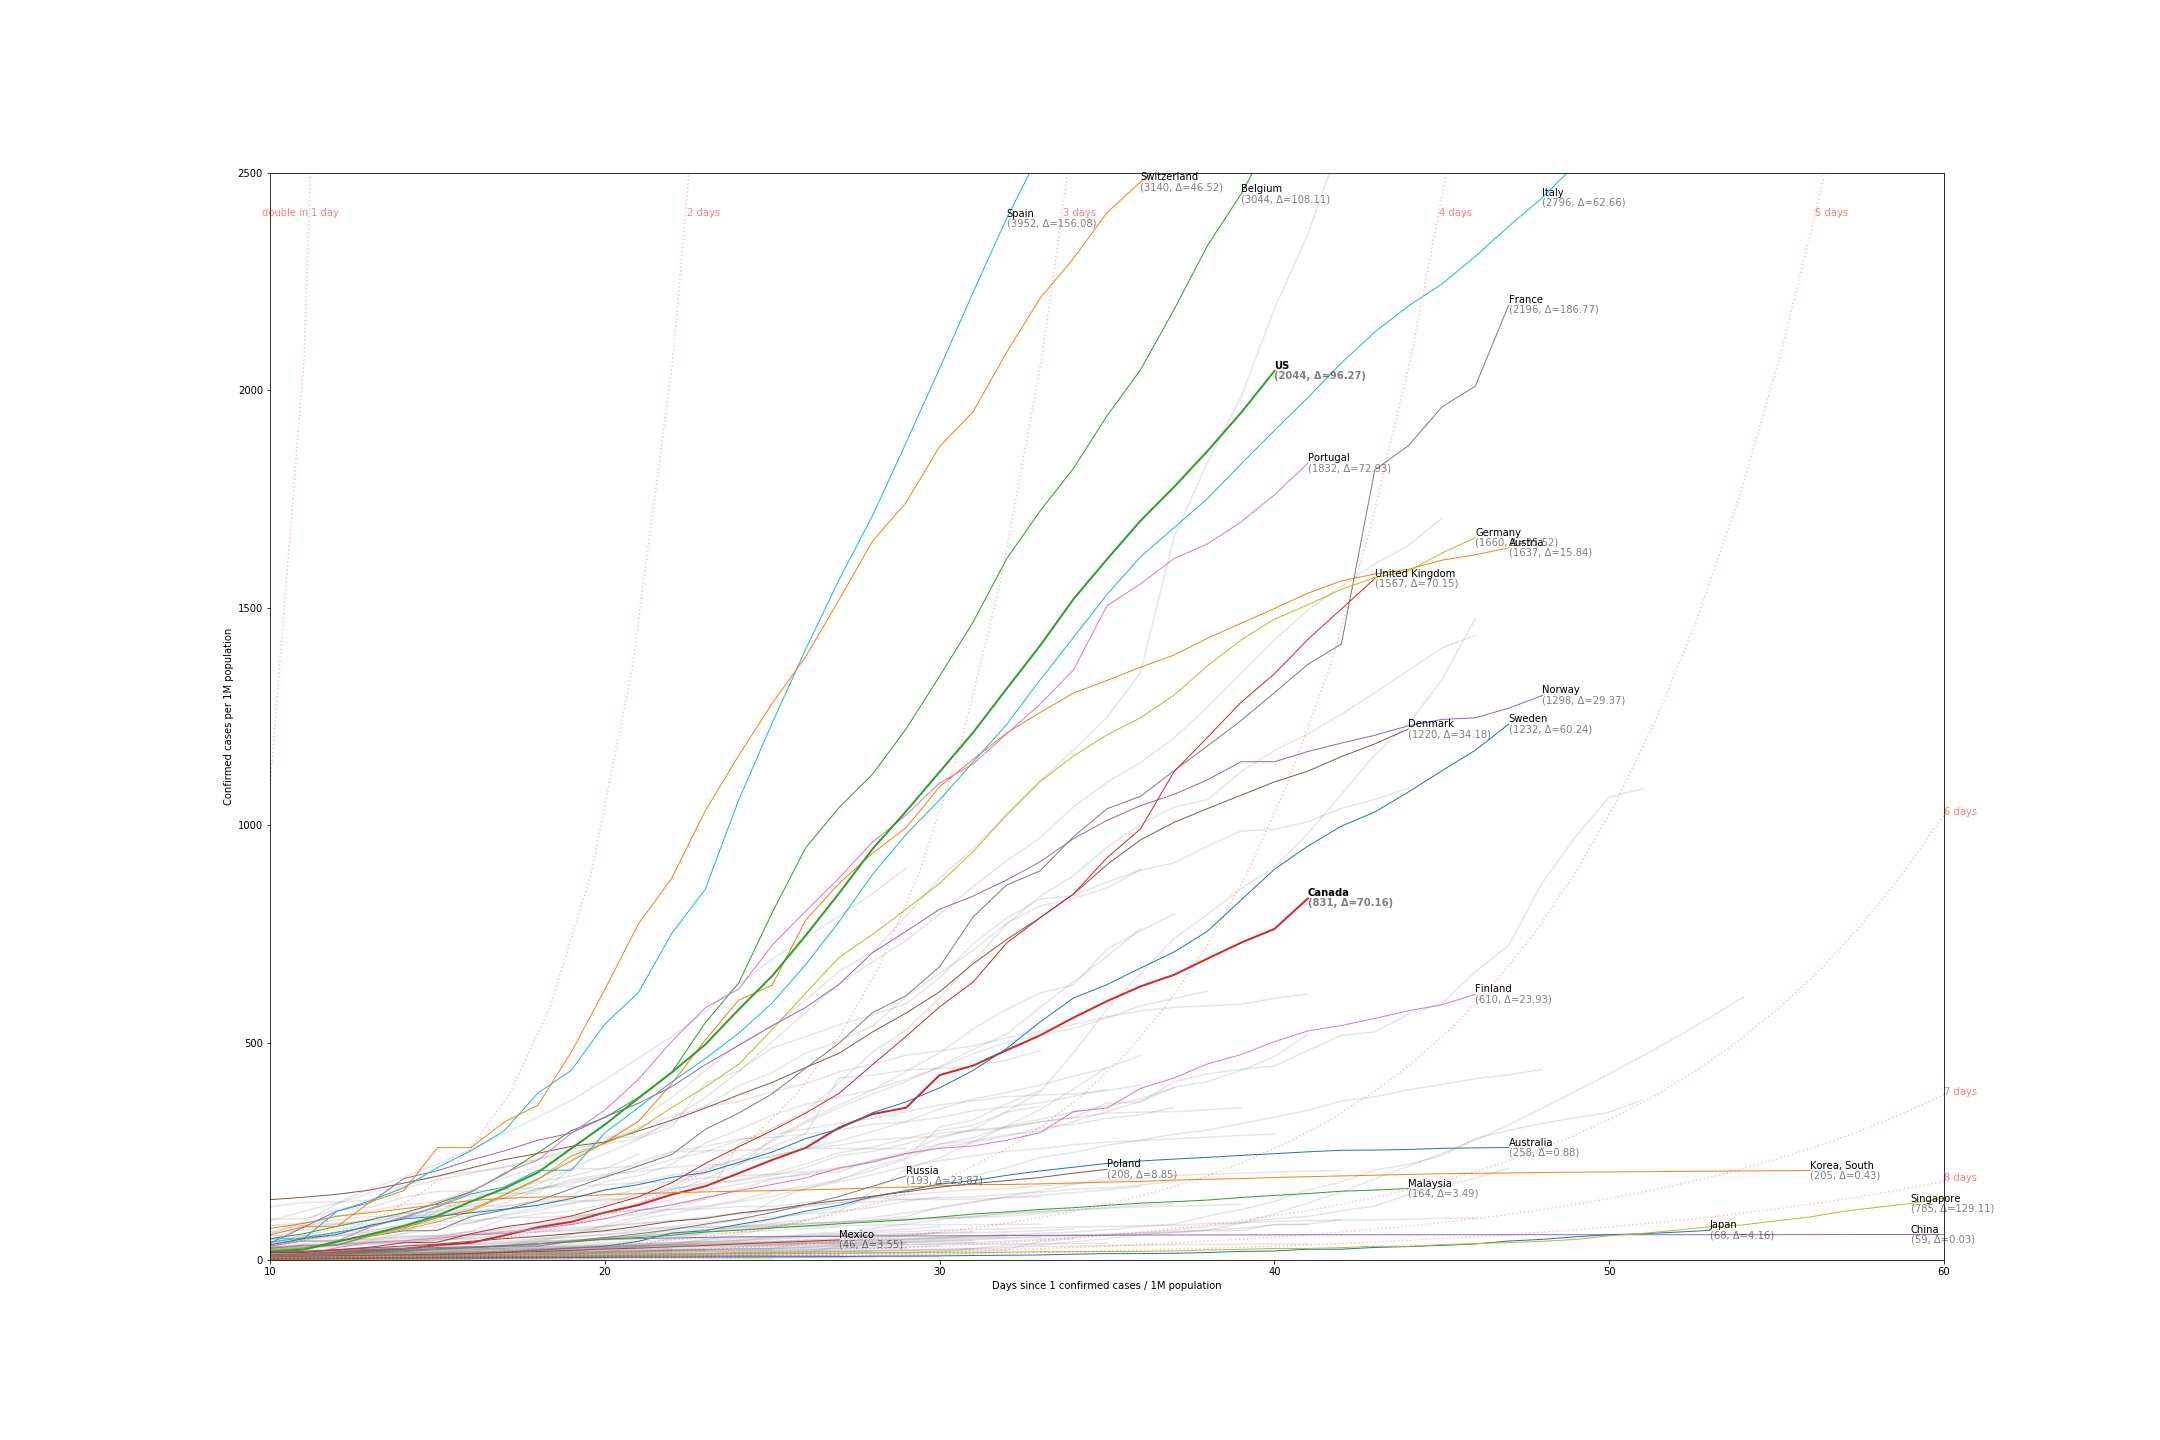 2500
Switzerland
(3140, Δ=46.52)
Belgium
(3044, Δ=108.11)
Italy
(2796, Δ=62.66)
double in 1 day
2 days
Spain
(3952, Δ=156.08)
3 days
4 days
5 days
France
(2196, Δ=186.77)
2000
US
(2044, Δ=96.27)
Portugal
(1832, Δ=72.93)
Germany
(1660,
Austria
(1637, Δ=15.84)
1500
United Kingdom
(1567, Δ=70.15)
Norway
(1298, Δ=29.37)
Denmark
(1220, Δ=34.18)
Sweden
(1232, Δ=60.24)
1000
6 days
Canada
(831, Δ=70.16)
Finland
(610, Δ=23.93)
500
7 days
Australia
(258, Δ=0.88)
Russia
(193, Δ=23.87)
Poland
(208, Δ=8.85)
Korea, South
(205, Δ=0.43)
8 days
Malaysia
(164, Δ=3.49)
Singapore
(785, Δ=129.11)
Japan
(68, Δ=4.16)
China
(59, Δ=0.03)
Mexico
(46, Δ=3.55)
0
10
20
30
40
50
60
Days since 1 confirmed cases / 1M population
Confirmed cases per 1M population